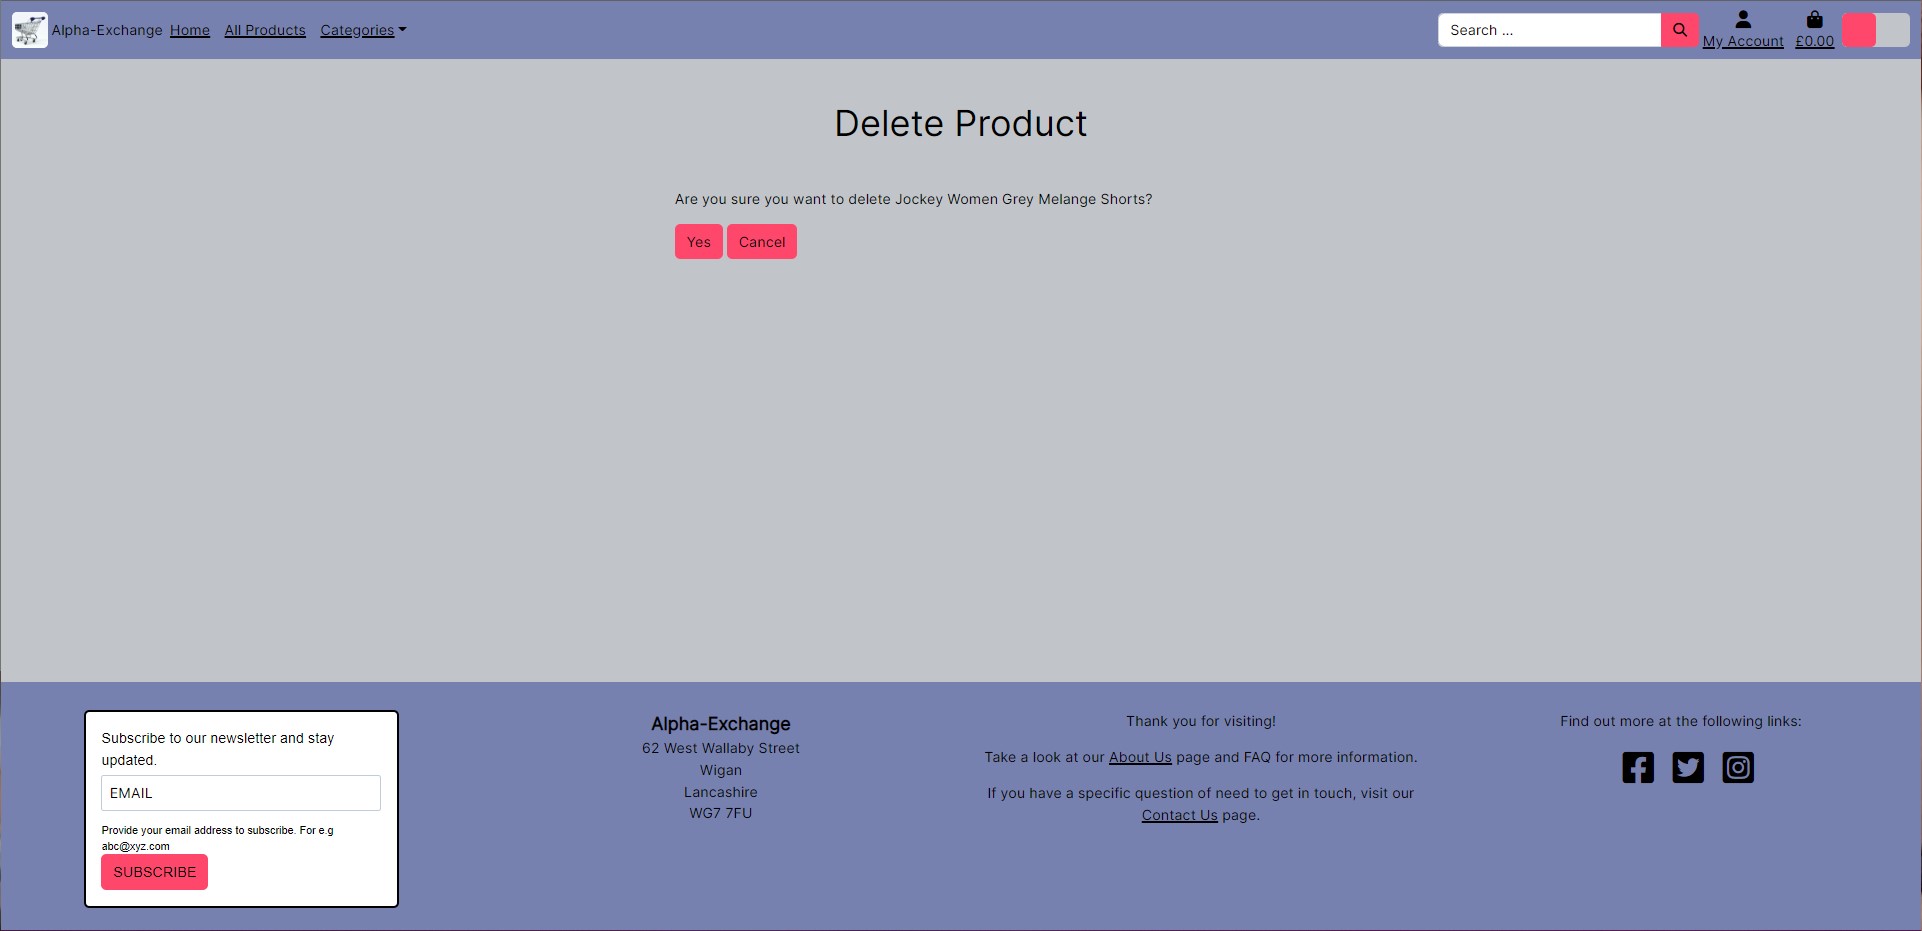 Alpha-Exchange Home All Products Categories Search ... My Account £0.00
Delete Product
Are you sure you want to delete Jockey Women Grey Melange Shorts?
Yes Cancel
Subscribe to our newsletter and stay
updated.
EMAIL
Provide your email address to subscribe. For e.g
abc@xyz.com
SUBSCRIBE
Alpha-Exchange
62 West Wallaby Street
Wigan
Lancashire
WG7 7FU
Thank you for visiting!
Take a look at our About Us page and FAQ for more information.
If you have a specific question of need to get in touch, visit our
Contact Us page.
Find out more at the following links: